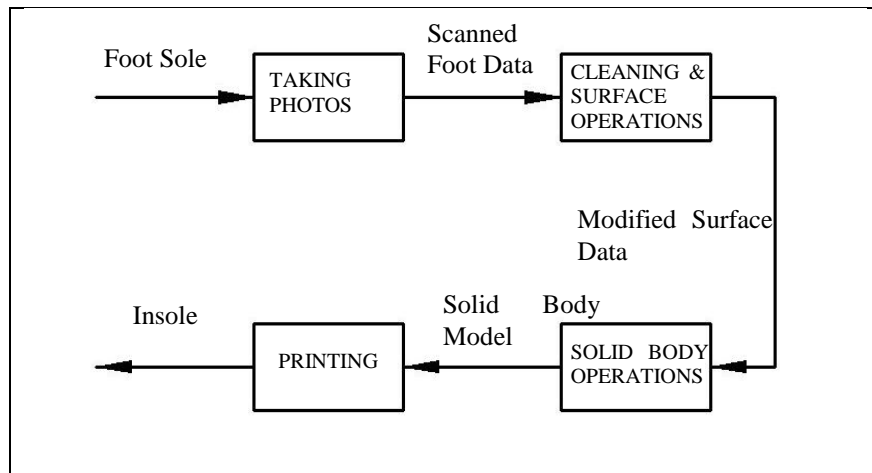 Foot Sole
TAKING
PHOTOS
Scanned
Foot Data
CLEANING &
SURFACE
OPERATIONS
Modified Surface
Data
SOLID BODY
OPERATIONS
Solid Body
Model
PRINTING
Insole